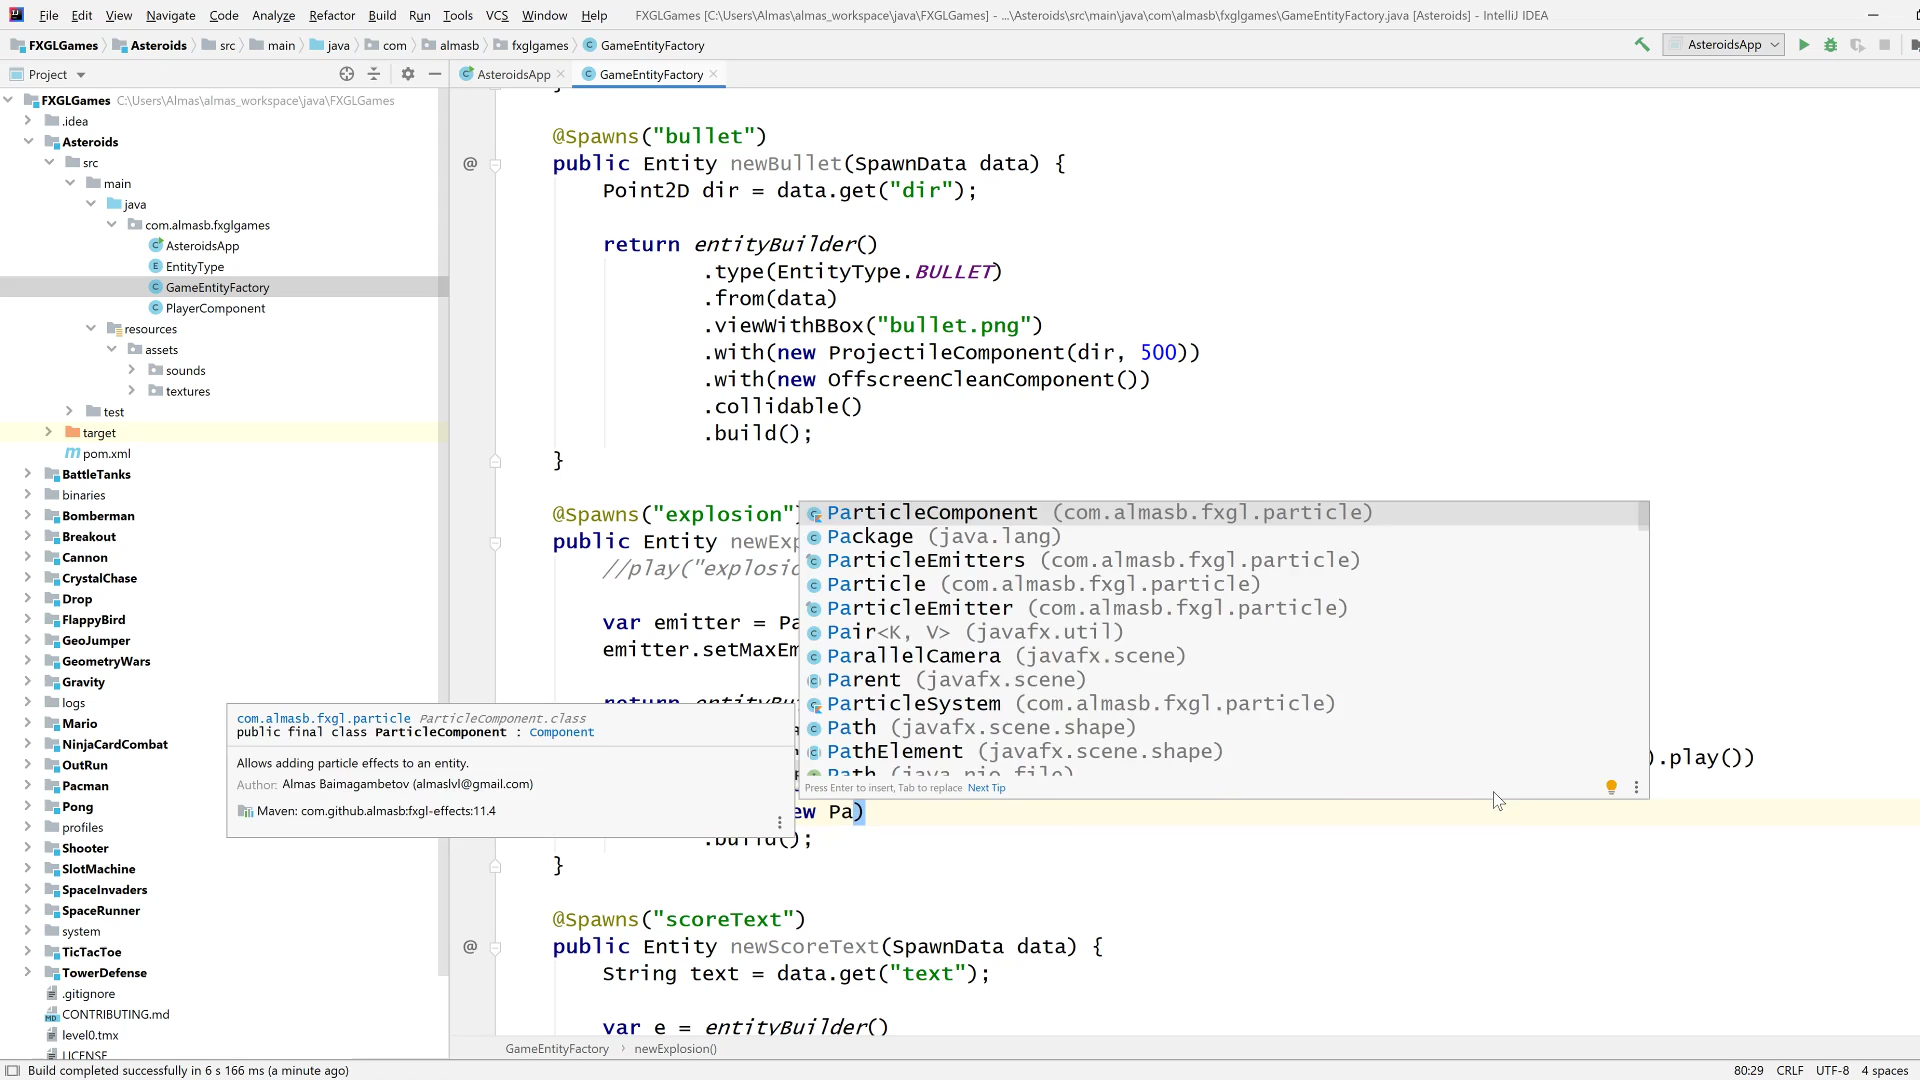 File Edit View Navigate Code Analyze Refactor Build Run Tools VCS Window Help FXGLGames [C:\Users\Almas\almas_workspace\java\FXGLGames] - ...\Asteroids\src\main\java\com\almasb\fxglgames\GameEntityFactory.java [Asteroids] - IntelliJ IDEA
FXGLGames Asteroids src main java com almasb fxglgames GameEntityFactory AsteroidsApp
Project AsteroidsApp GameEntityFactory
FXGLGames C:\Users\Almas\almas_workspace\java\FXGLGames
.idea
Asteroids
src
main
java
com.almasb.fxglgames
AsteroidsApp
EntityType
GameEntityFactory
PlayerComponent
resources
assets
sounds
textures
test
target
pom.xml
BattleTanks
binaries
Bomberman
Breakout
Cannon
CrystalChase
Drop
FlappyBird
GeoJumper
GeometryWars
Gravity
logs
Mario
NinjaCardCombat
OutRun
Pacman
Pong
profiles
Shooter
SlotMachine
SpaceInvaders
SpaceRunner
system
TicTacToe
TowerDefense
.gitignore
CONTRIBUTING.md
level0.tmx
LICENSE
@Spawns("bullet")
public Entity newBullet(SpawnData data) {
Point2D dir = data.get("dir");
return entityBuilder()
.type(EntityType.BULLET)
.from(data)
.viewWithBBox("bullet.png")
.with(new ProjectileComponent(dir, 500))
.with(new OffscreenCleanComponent())
.collidable()
.build();
}
@Spawns("explosion")
public Entity newExp
//play("explosio
var emitter = Pa
emitter.setMaxEm
return entityBui
).play())
ew Pa)
.build();
}
@Spawns("scoreText")
public Entity newScoreText(SpawnData data) {
String text = data.get("text");
var e = entityBuilder()
ParticleComponent (com.almasb.fxgl.particle)
Package (java.lang)
ParticleEmitters (com.almasb.fxgl.particle)
Particle (com.almasb.fxgl.particle)
ParticleEmitter (com.almasb.fxgl.particle)
Pair<K, V> (javafx.util)
ParallelCamera (javafx.scene)
Parent (javafx.scene)
ParticleSystem (com.almasb.fxgl.particle)
Path (javafx.scene.shape)
PathElement (javafx.scene.shape)
Path (java.nio.file)
Press Enter to insert, Tab to replace Next Tip
com.almasb.fxgl.particle ParticleComponent.class
public final class ParticleComponent : Component
Allows adding particle effects to an entity.
Author: Almas Baimagambetov (almaslvl@gmail.com)
Maven: com.github.almasb:fxgl-effects:11.4
GameEntityFactory newExplosion()
Build completed successfully in 6 s 166 ms (a minute ago) 80:29 CRLF UTF-8 4 spaces